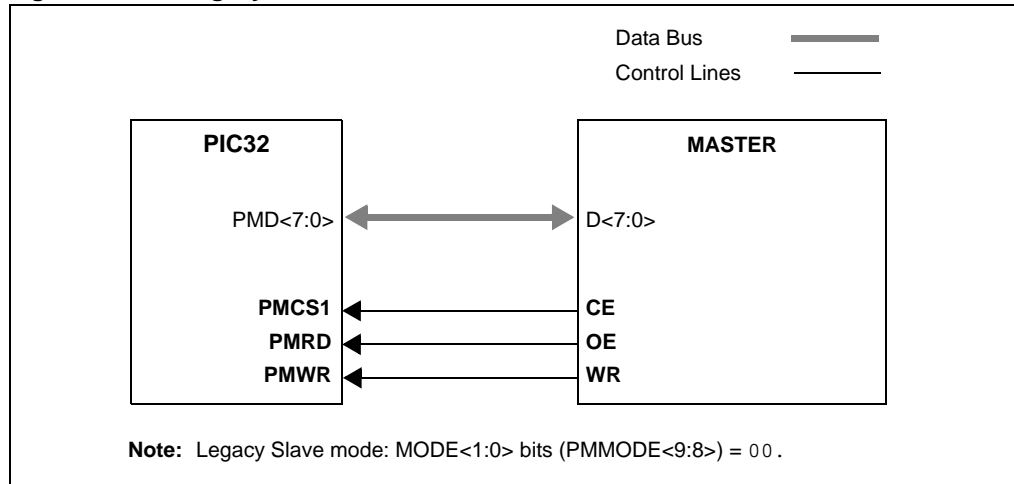 Data Bus
Control Lines
PIC32
MASTER
PMD<7:0>
D<7:0>
PMCS1
CE
PMRD
OE
PMWR
WR
Note: Legacy Slave mode: MODE<1:0> bits (PMMODE<9:8>) = 00.